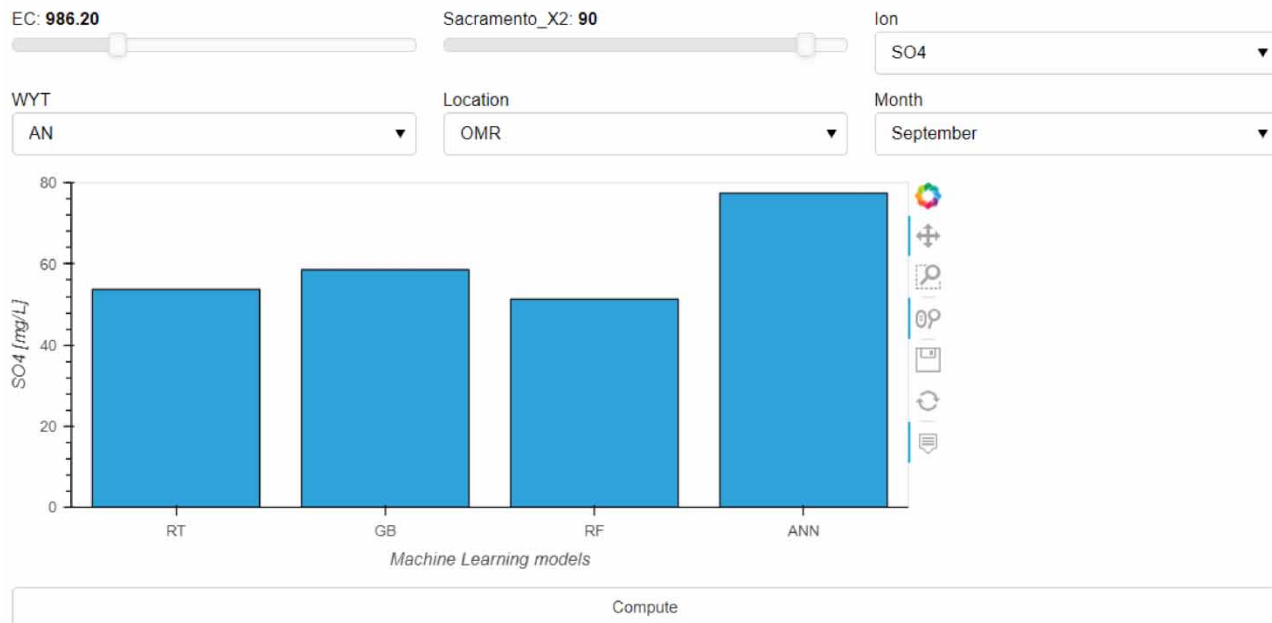 EC: 986.20
Sacramento_X2: 90
Ion
SO4
WYT
Location
Month
AN
OMR
September
80
60
40
20
0
SO4 [mg/L]
RT
GB
RF
ANN
Machine Learning models
Compute